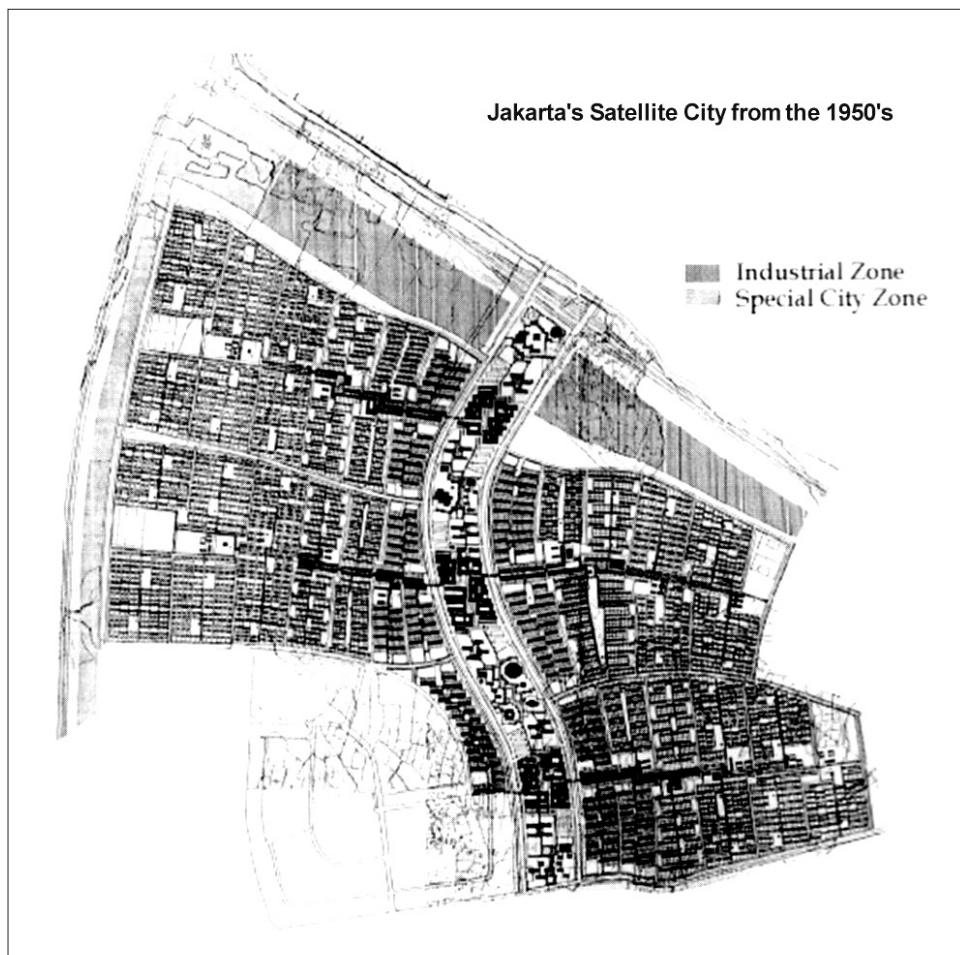 Jakarta's Satellite City from the 1950's
Industrial Zone
Special City Zone